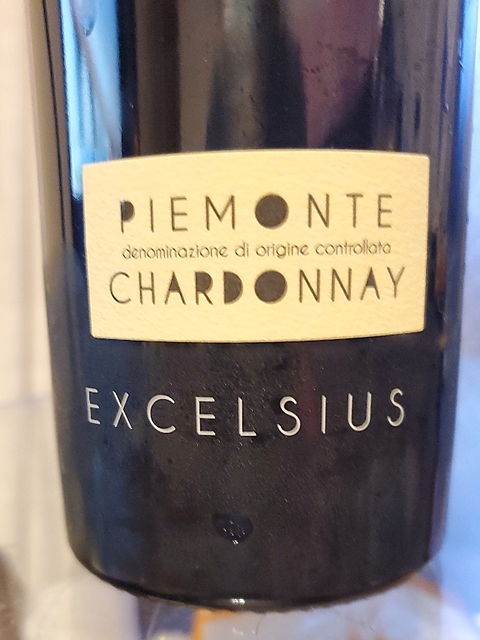 PIEMONTE
denominazione di origine controllata
CHARDONNAY
EXCELSIUS